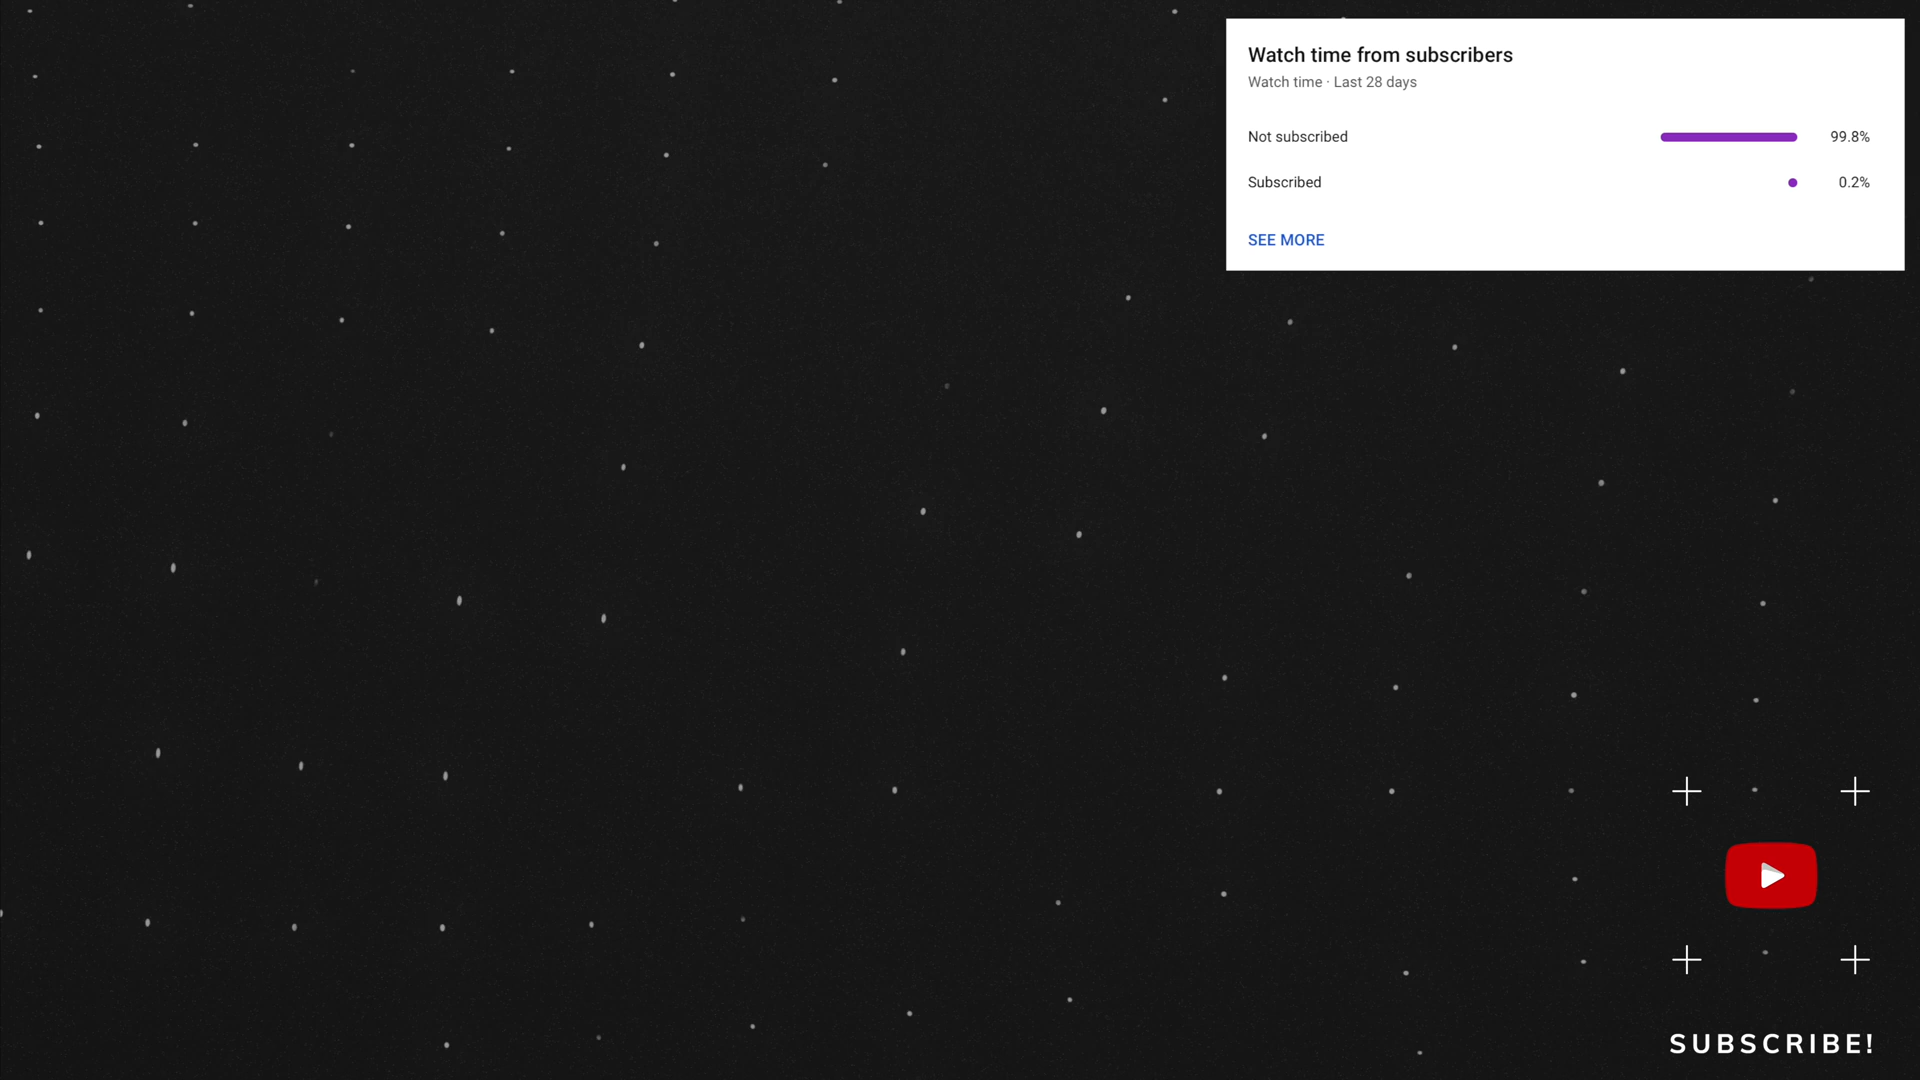 Watch time from subscribers
Watch time · Last 28 days
Not subscribed 99.8%
Subscribed 0.2%
SEE MORE
SUBSCRIBE!